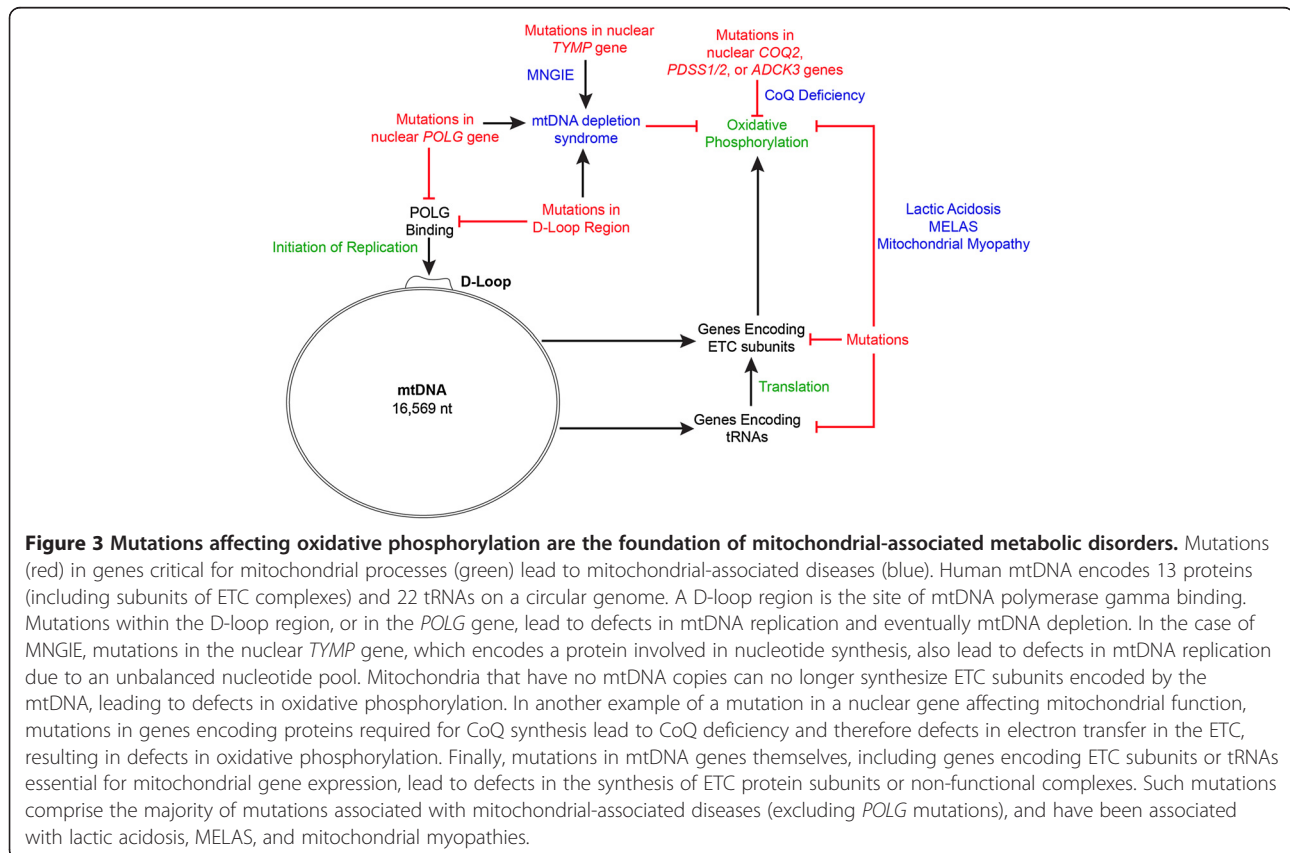 Mutations in nuclear
TYMP gene
Mutations in
nuclear COQ2,
PDSS1/2, or ADCK3 genes
MNGIE
CoQ Deficiency
Mutations in
nuclear POLG gene
mtDNA depletion
syndrome
Oxidative
Phosphorylation
POLG
Binding
Mutations in
D-Loop Region
Lactic Acidosis
MELAS
Mitochondrial Myopathy
Initiation of Replication
D-Loop
Genes Encoding
ETC subunits
Mutations
mtDNA
16,569 nt
Translation
Genes Encoding
tRNAs
Figure 3 Mutations affecting oxidative phosphorylation are the foundation of mitochondrial-associated metabolic disorders. Mutations
(red) in genes critical for mitochondrial processes (green) lead to mitochondrial-associated diseases (blue). Human mtDNA encodes 13 proteins
(including subunits of ETC complexes) and 22 tRNAs on a circular genome. A D-loop region is the site of mtDNA polymerase gamma binding.
Mutations within the D-loop region, or in the POLG gene, lead to defects in mtDNA replication and eventually mtDNA depletion. In the case of
MNGIE, mutations in the nuclear TYMP gene, which encodes a protein involved in nucleotide synthesis, also lead to defects in mtDNA replication
due to an unbalanced nucleotide pool. Mitochondria that have no mtDNA copies can no longer synthesize ETC subunits encoded by the
mtDNA, leading to defects in oxidative phosphorylation. In another example of a mutation in a nuclear gene affecting mitochondrial function,
mutations in genes encoding proteins required for CoQ synthesis lead to CoQ deficiency and therefore defects in electron transfer in the ETC,
resulting in defects in oxidative phosphorylation. Finally, mutations in mtDNA genes themselves, including genes encoding ETC subunits or tRNAs
essential for mitochondrial gene expression, lead to defects in the synthesis of ETC protein subunits or non-functional complexes. Such mutations
comprise the majority of mutations associated with mitochondrial-associated diseases (excluding POLG mutations), and have been associated
with lactic acidosis, MELAS, and mitochondrial myopathies.